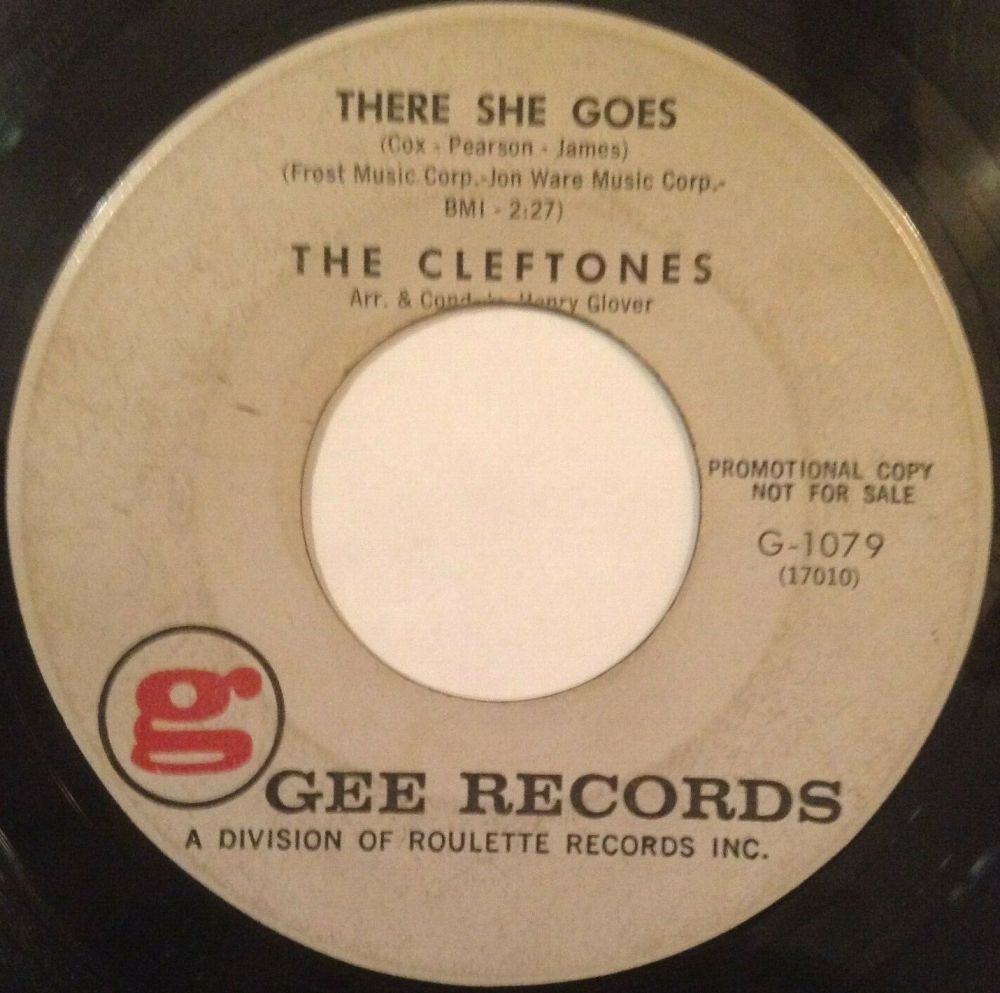 THERE SHE GOES
(Cox - Pearson - James)
(Frost Music Corp.-Jon Ware Music Corp.-
BMI - 2:27)
THE CLEFTONES
Arr. & Henry Glover
PROMOTIONAL COPY
NOT FOR SALE
G-1079
(17010)
g
GEE RECORDS
A DIVISION OF ROULETTE RECORDS INC.